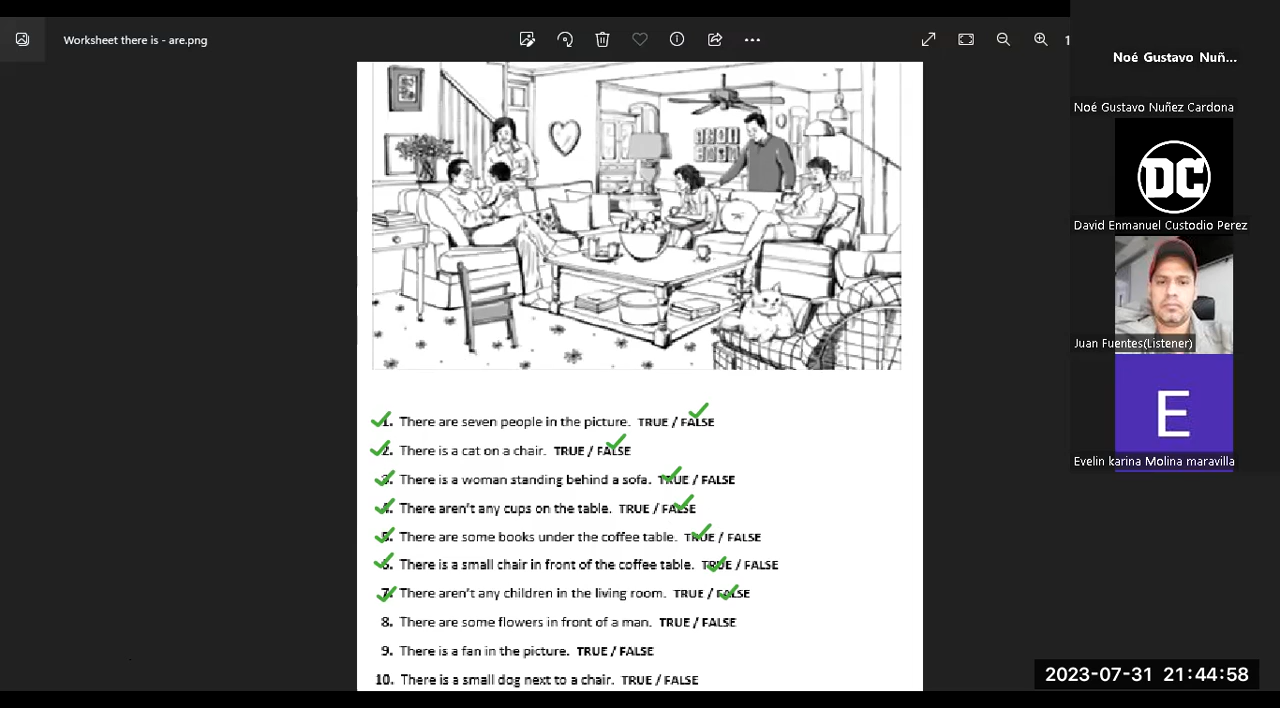 Worksheet there is - are.png
1
Noé Gustavo Nuñ...
Noé Gustavo Nuñez Cardona
DC
David Enmanuel Custodio Perez
Juan Fuentes(Listener)
E
Evelin karina Molina maravilla
1. There are seven people in the picture. TRUE / FALSE
2. There is a cat on a chair. TRUE / FALSE
3. There is a woman standing behind a sofa. TRUE / FALSE
4. There aren't any cups on the table. TRUE / FALSE
5. There are some books under the coffee table. TRUE / FALSE
6. There is a small chair in front of the coffee table. TRUE / FALSE
7. There aren't any children in the living room. TRUE / FALSE
8. There are some flowers in front of a man. TRUE / FALSE
9. There is a fan in the picture. TRUE / FALSE
10. There is a small dog next to a chair. TRUE / FALSE
2023-07-31 21:44:58